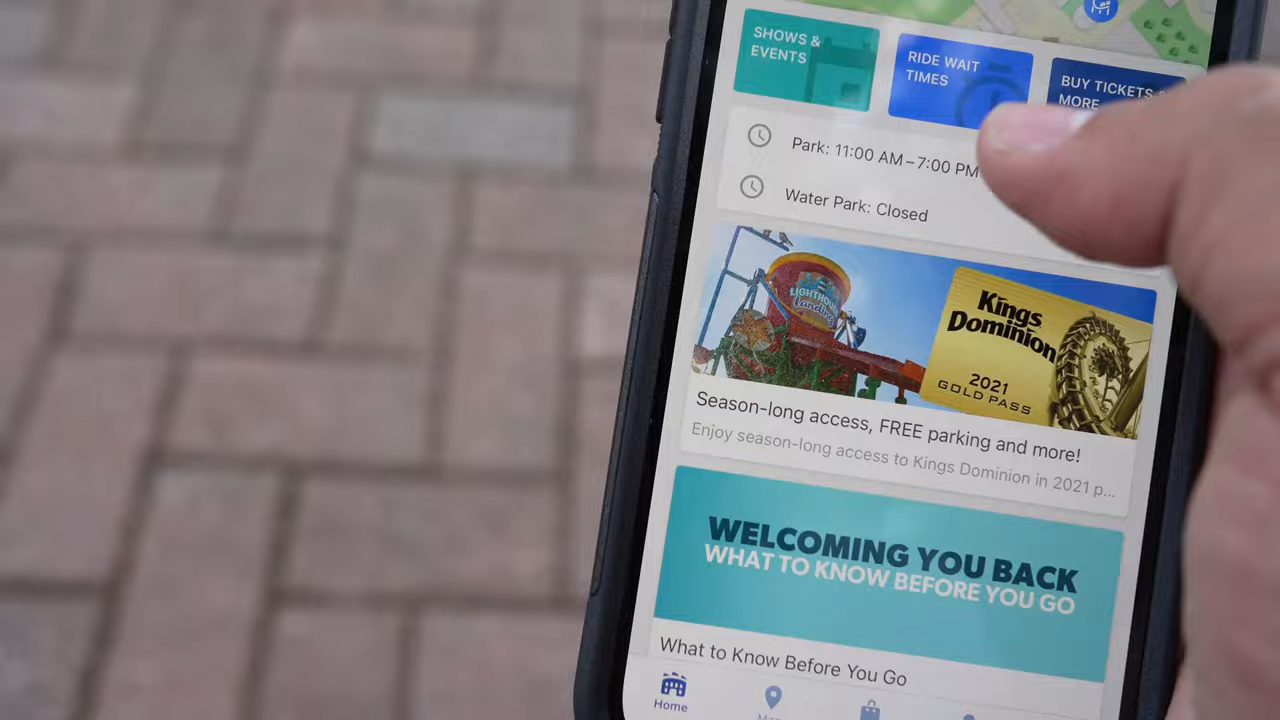 SHOWS &
EVENTS
RIDE WAIT
TIMES
BUY TICKETS &
MORE
Park: 11:00 AM – 7:00 PM
Water Park: Closed
LIGHTHOUSE
Landing
Kings
Dominion
2021
GOLD PASS
Season-long access, FREE parking and more!
Enjoy season-long access to Kings Dominion in 2021 p...
WELCOMING YOU BACK
WHAT TO KNOW BEFORE YOU GO
What to Know Before You Go
Home